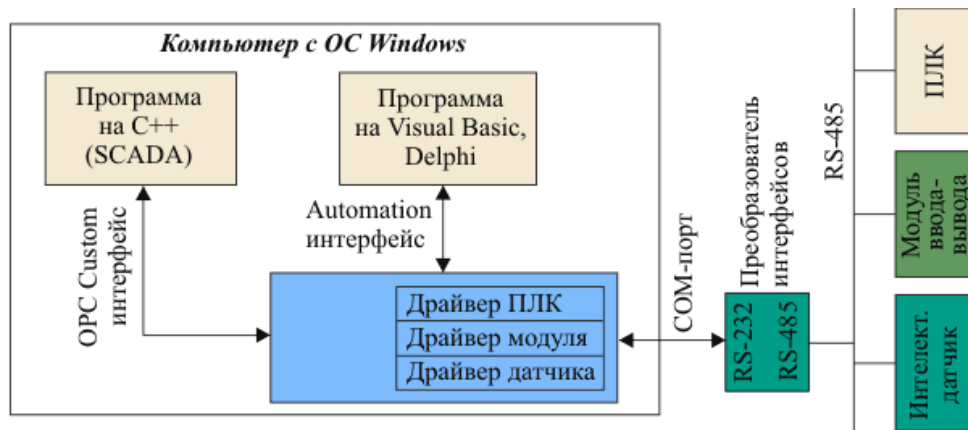 Компьютер с ОС Windows
Программа
на C++
(SCADA)
Программа
на Visual Basic,
Delphi
OPC Custom
интерфейс
Automation
интерфейс
Драйвер ПЛК
Драйвер модуля
Драйвер датчика
COM-порт
Преобразователь
интерфейсов
RS-232
RS-485
RS-485
ПЛК
Модуль
ввода-
вывода
Интелект.
датчик